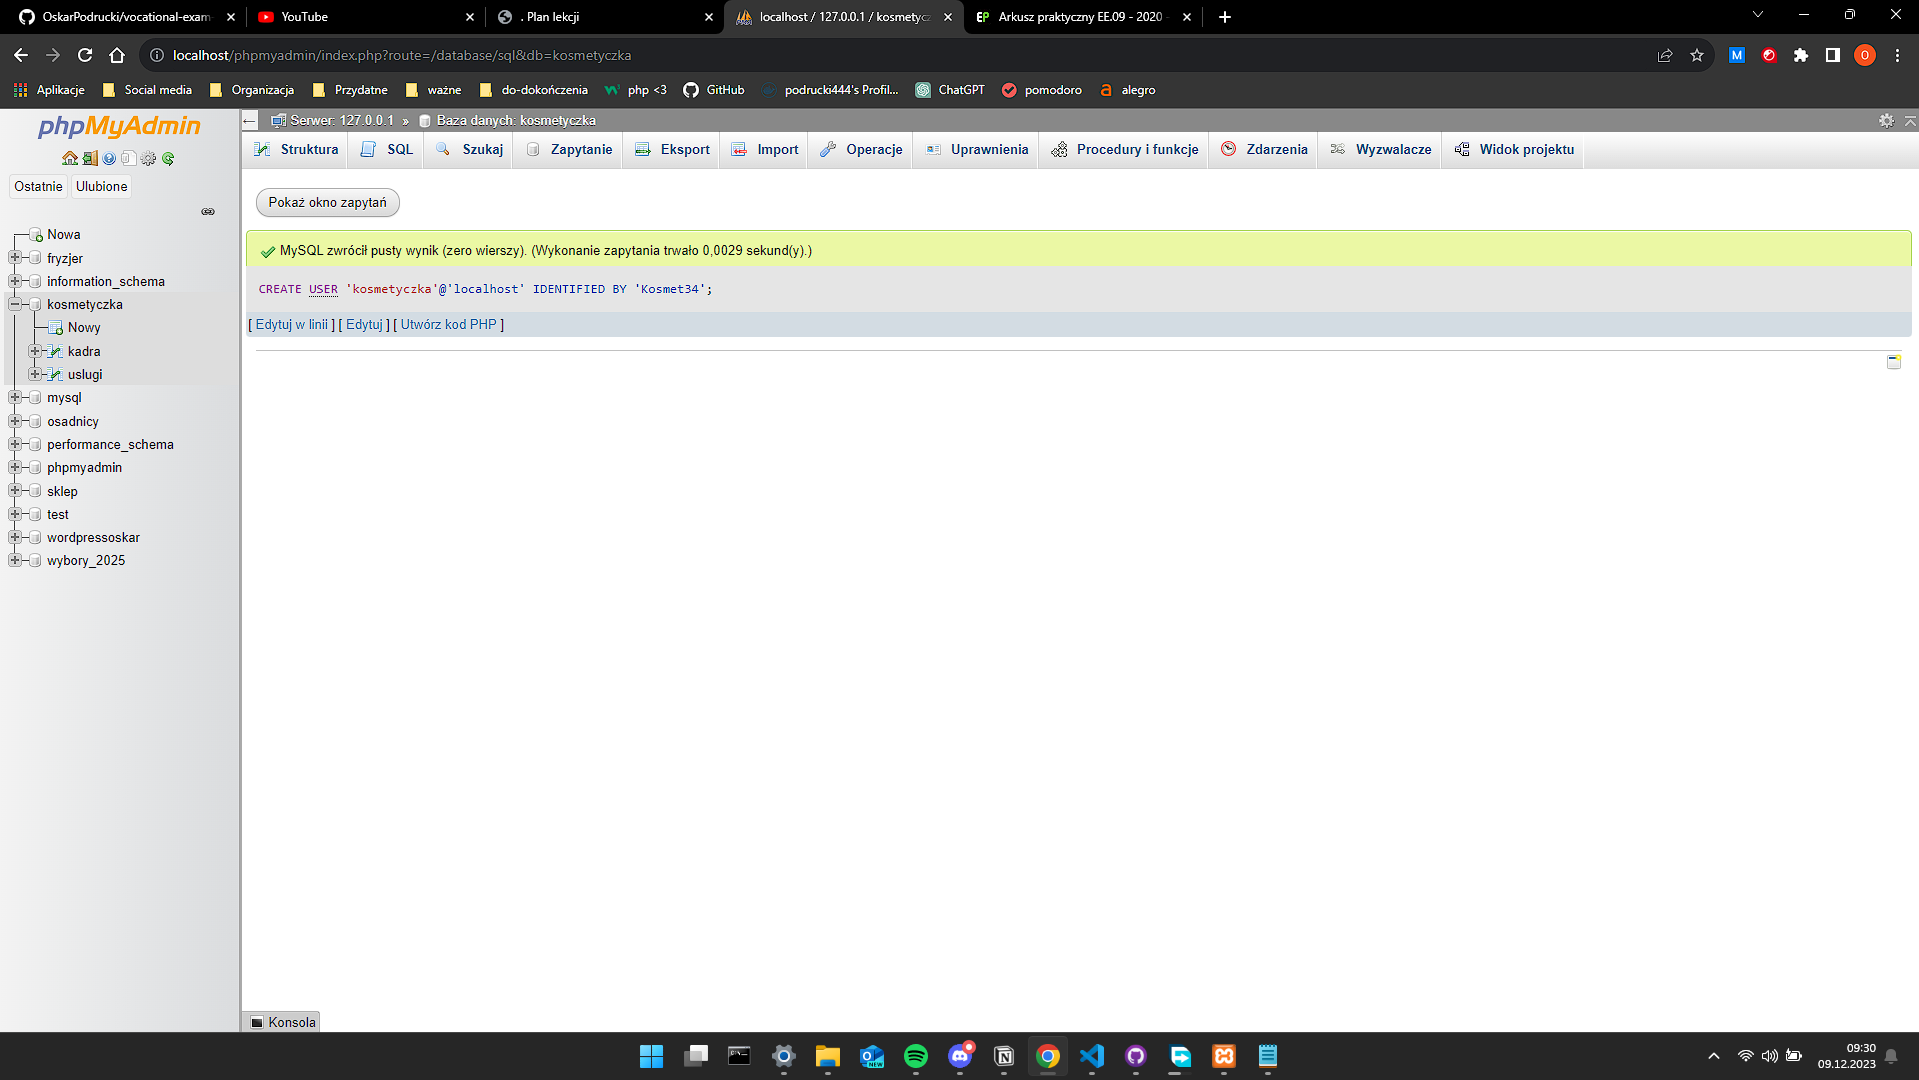 OskarPodrucki/vocational-exam
YouTube
. Plan lekcji
localhost / 127.0.0.1 / kosmetycz
EP Arkusz praktyczny EE.09 - 2020 -
localhost/phpmyadmin/index.php?route=/database/sql&db=kosmetyczka
M
O
Aplikacje
Social media
Organizacja
Przydatne
ważne
do-dokończenia
php <3
GitHub
podrucki444's Profil...
ChatGPT
pomodoro
a alegro
phpMyAdmin
Ostatnie
Ulubione
Nowa
fryzjer
information_schema
kosmetyczka
Nowy
kadra
uslugi
mysql
osadnicy
performance_schema
phpmyadmin
sklep
test
wordpressoskar
wybory_2025
Serwer: 127.0.0.1 » Baza danych: kosmetyczka
Struktura
SQL
Szukaj
Zapytanie
Eksport
Import
Operacje
Uprawnienia
Procedury i funkcje
Zdarzenia
Wyzwalacze
Widok projektu
Pokaż okno zapytań
MySQL zwrócił pusty wynik (zero wierszy). (Wykonanie zapytania trwało 0,0029 sekund(y).)
CREATE USER 'kosmetyczka'@'localhost' IDENTIFIED BY 'Kosmet34';
[ Edytuj w linii ] [ Edytuj ] [ Utwórz kod PHP ]
Konsola
NEW
09:30
09.12.2023